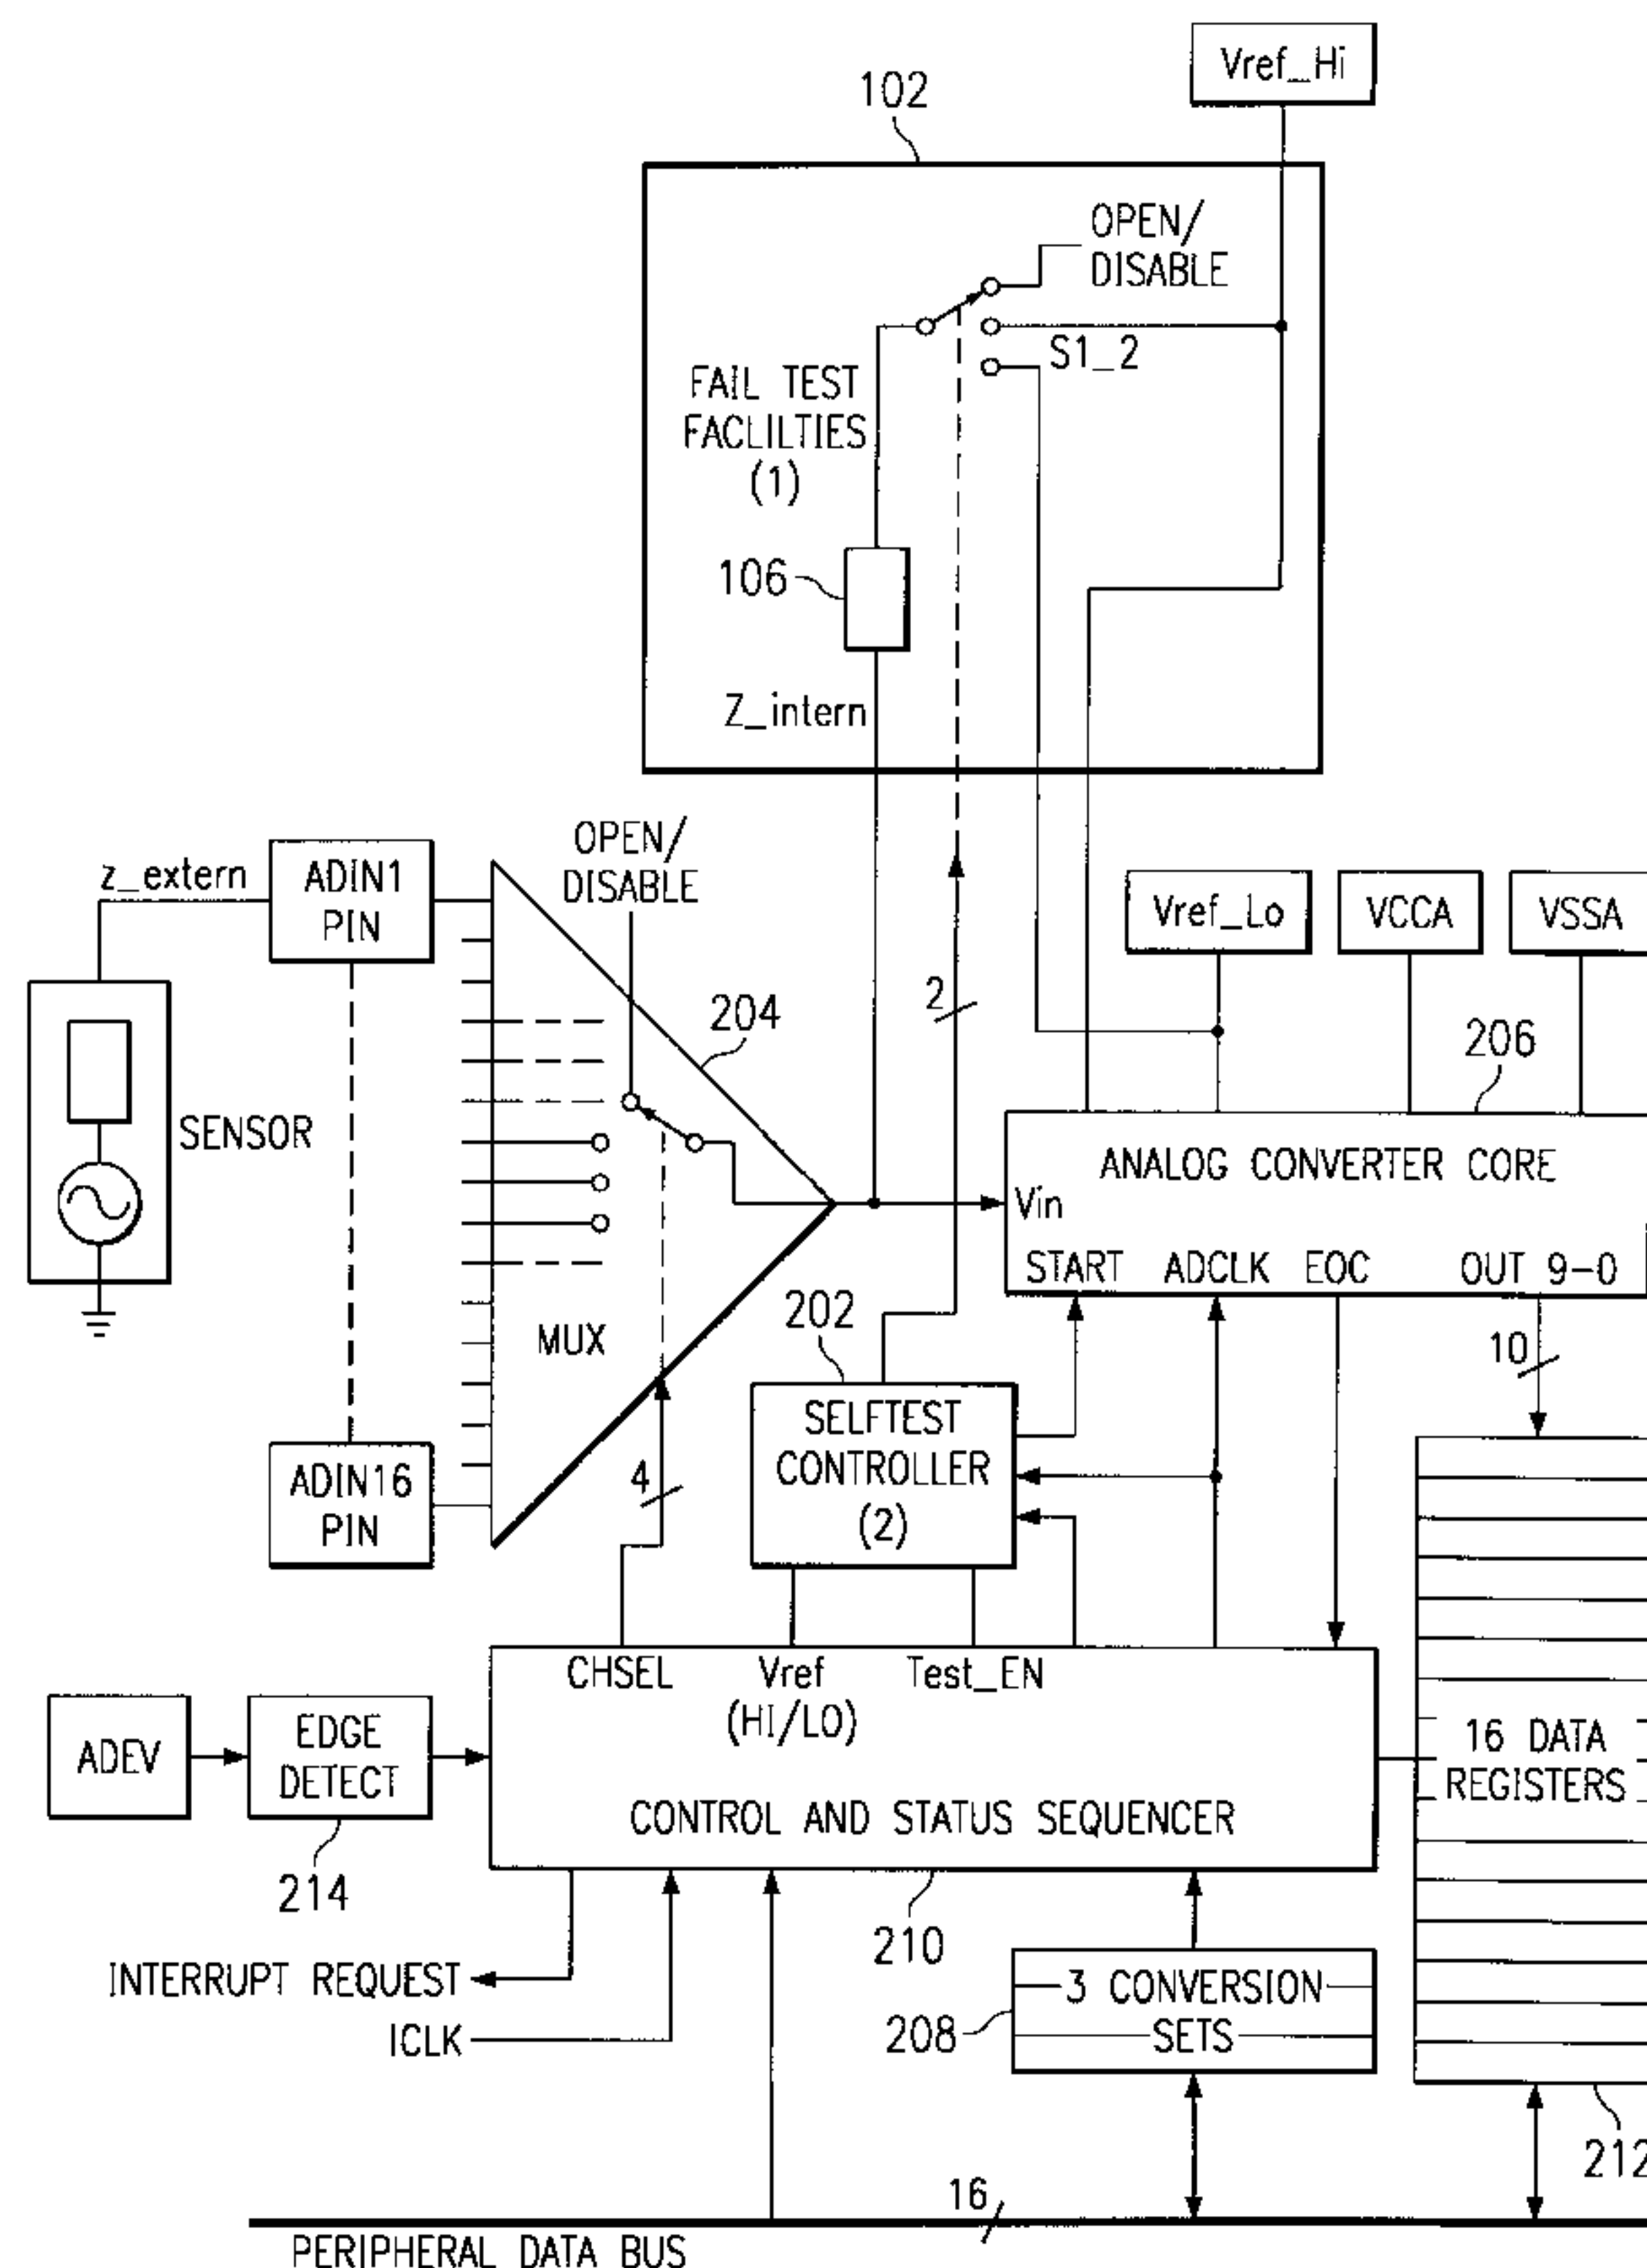 Vref_Hi
102
OPEN/
DISABLE
S1_2
FAIL TEST
FACLILTIES
(1)
106
Z_intern
OPEN/
DISABLE
z_extern
ADIN1
PIN
Vref_Lo
VCCA
VSSA
2
204
206
SENSOR
ANALOG CONVERTER CORE
Vin
START
ADCLK
EOC
OUT 9-0
202
MUX
10
SELFTEST
CONTROLLER
(2)
4
ADIN16
PIN
CHSEL
Vref
(HI/LO)
Test_EN
ADEV
EDGE
DETECT
16 DATA
REGISTERS
CONTROL AND STATUS SEQUENCER
214
210
INTERRUPT REQUEST
3 CONVERSION
SETS
ICLK
208
212
16
PERIPHERAL DATA BUS